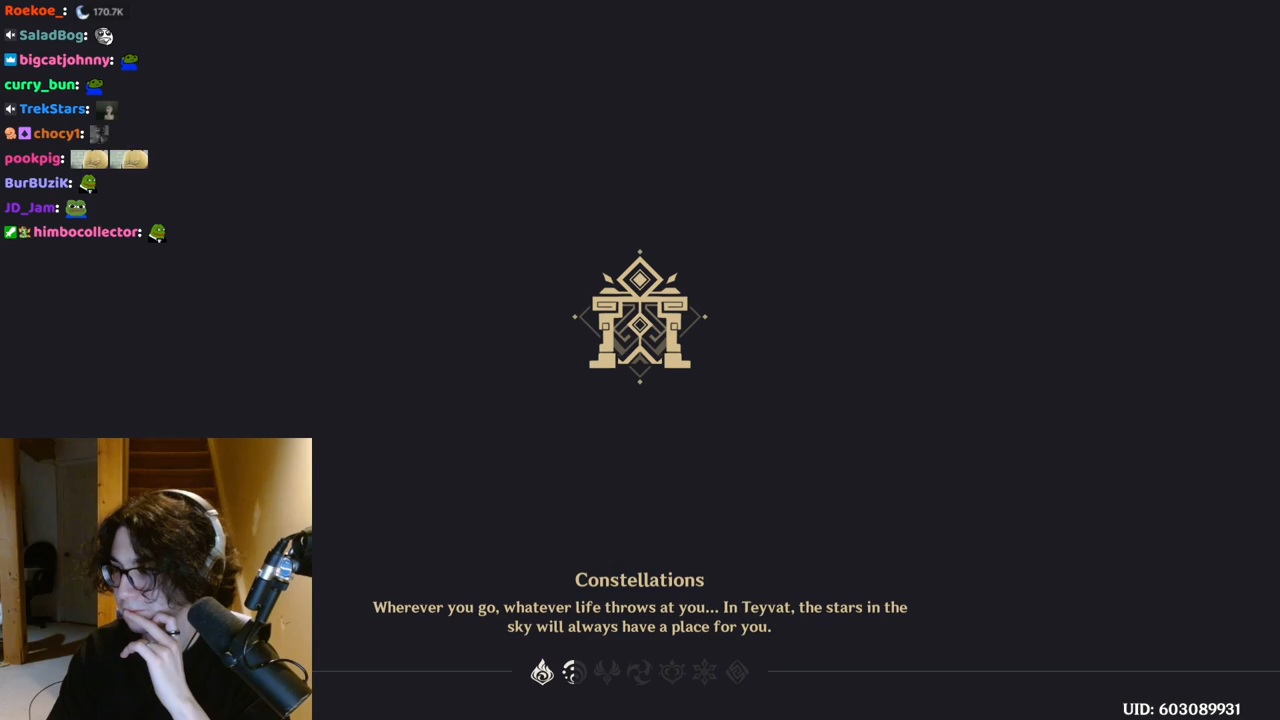 Roekoe_: 170.7K
SaladBog:
bigcatjohnny:
curry_bun:
TrekStars:
chocy1:
pookpig:
BurBUziK:
JD_Jam:
himbocollector:
Constellations
Wherever you go, whatever life throws at you... In Teyvat, the stars in the
sky will always have a place for you.
UID: 603089931